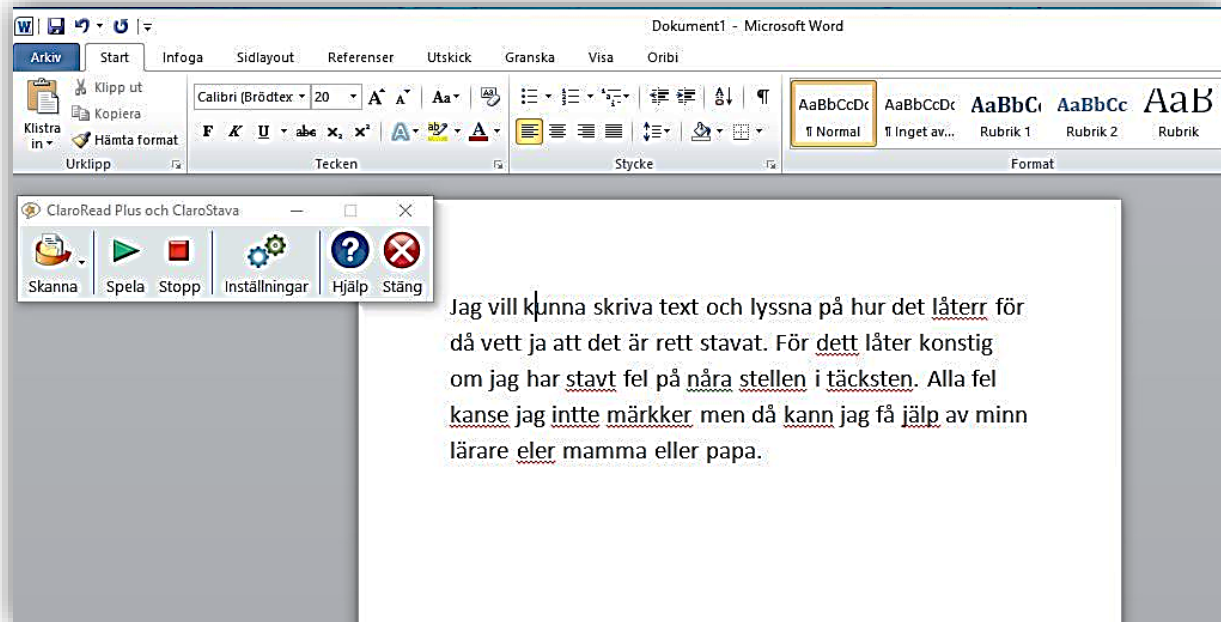 Dokument1 - Microsoft Word
Arkiv Start Infoga Sidlayout Referenser Utskick Granska Visa Oribi
Klistra in
Klipp ut
Kopiera
Hämta format
Urklipp
Calibri (Brödtex 20
F K U abe x₂ x²
Tecken
Stycke
AaBbCcDc AaBbCcDc AaBbC AaBbCc AaB
¶ Normal ¶ Inget av... Rubrik 1 Rubrik 2 Rubrik
Format
ClaroRead Plus och ClaroStava
Skanna Spela Stopp Inställningar Hjälp Stäng
Jag vill kunna skriva text och lyssna på hur det låterr för
då vett ja att det är rett stavat. För dett låter konstig
om jag har stavt fel på nåra stellen i täcksten. Alla fel
kanse jag intte märkker men då kann jag få jälp av minn
lärare eler mamma eller papa.